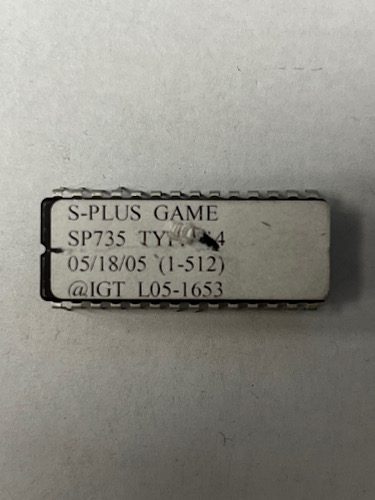 S-PLUS GAME
SP735
05/18/05 (1-512)
@IGT L05-1653